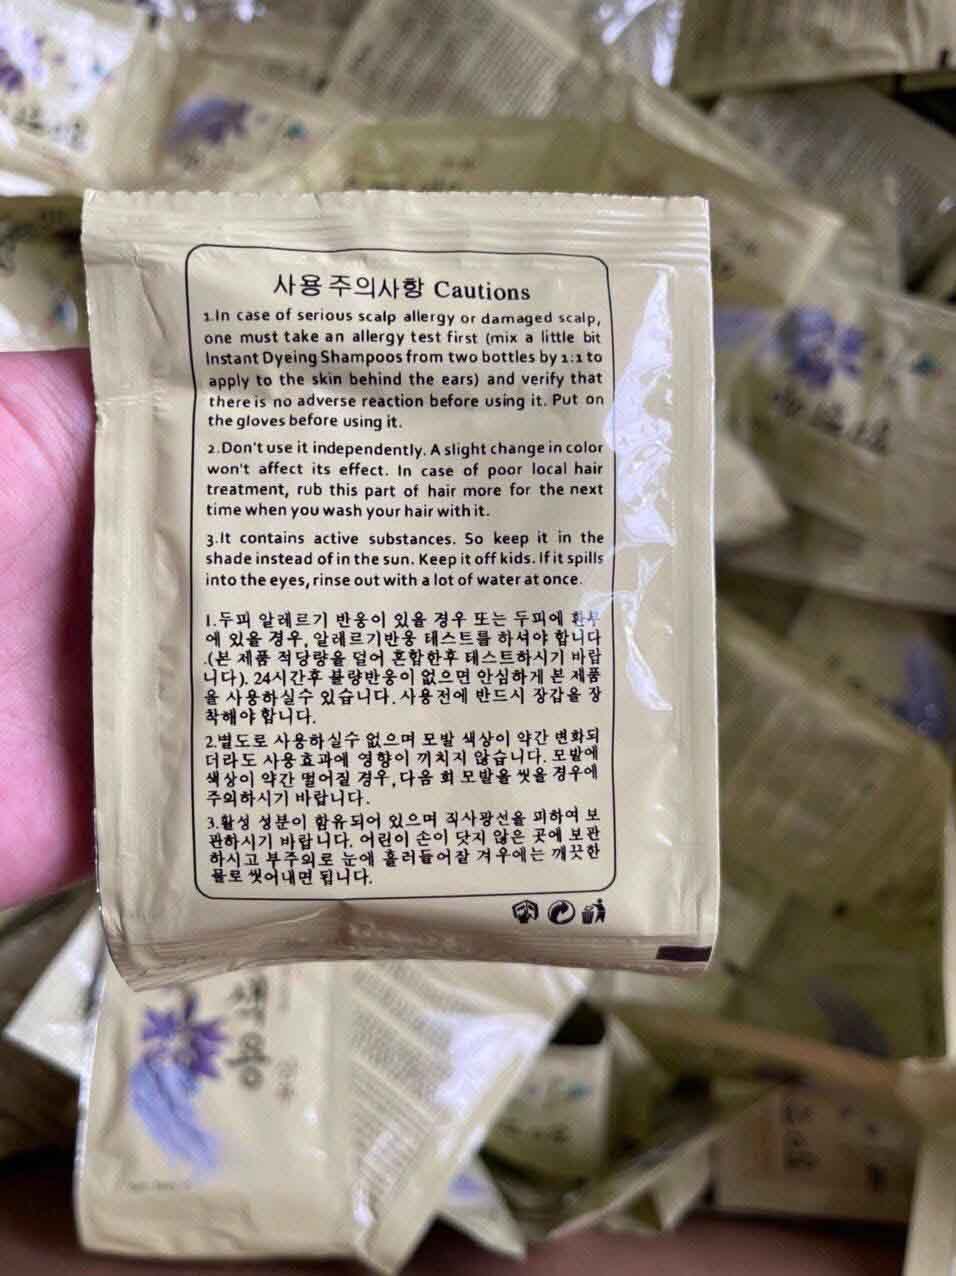 사용 주의사항 Cautions
1.In case of serious scalp allergy or damaged scalp,
one must take an allergy test first (mix a little bit
Instant Dyeing Shampoos from two bottles by 1:1 to
apply to the skin behind the ears) and verify that
there is no adverse reaction before using it. Put on
the gloves before using it.
2.Don't use it independently. A slight change in color
won't affect its effect. In case of poor local hair
treatment, rub this part of hair more for the next
time when you wash your hair with it.
3.It contains active substances. So keep it in the
shade instead of in the sun. Keep it off kids. If it spills
into the eyes, rinse out with a lot of water at once.
1.두피 알레르기 반응이 있을 경우 또는 두피에
에 있을 경우, 알레르기반응 테스트를 하셔야 합니다
.(본 제품 적당량을 덜어 혼합한후 테스트하시기 바랍
니다). 24시간후 불량반응이 없으면 안심하게 본 제품
을 사용하실수 있습니다. 사용전에 반드시 장갑을 장
착해야 합니다.
2.별도로 사용하실수 없으며 모발 색상이 약간 변화되
더라도 사용효과에 영향이 끼치지 않습니다. 모발에
색상이 약간 떨어질 경우, 다음 회 모발을 씻을 경우에
주의하시기 바랍니다.
3.활성 성분이 함유되어 있으며 직사광선을 피하여 보
관하시기 바랍니다. 어린이 손이 닷지 않은 곳에 보관
하시고 부주의로 눈에 흘러들어갈 겨우에는 깨끗한
물로 씻어내면 됩니다.
색용